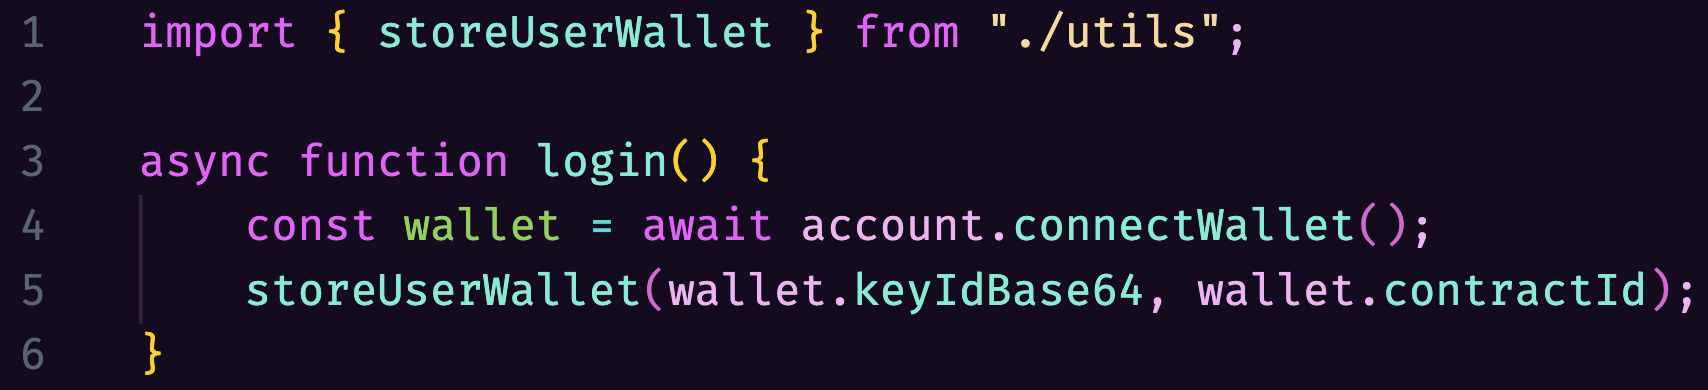 1 import { storeUserWallet } from "./utils";
2
3 async function login() {
4     const wallet = await account.connectWallet();
5     storeUserWallet(wallet.keyIdBase64, wallet.contractId);
6 }